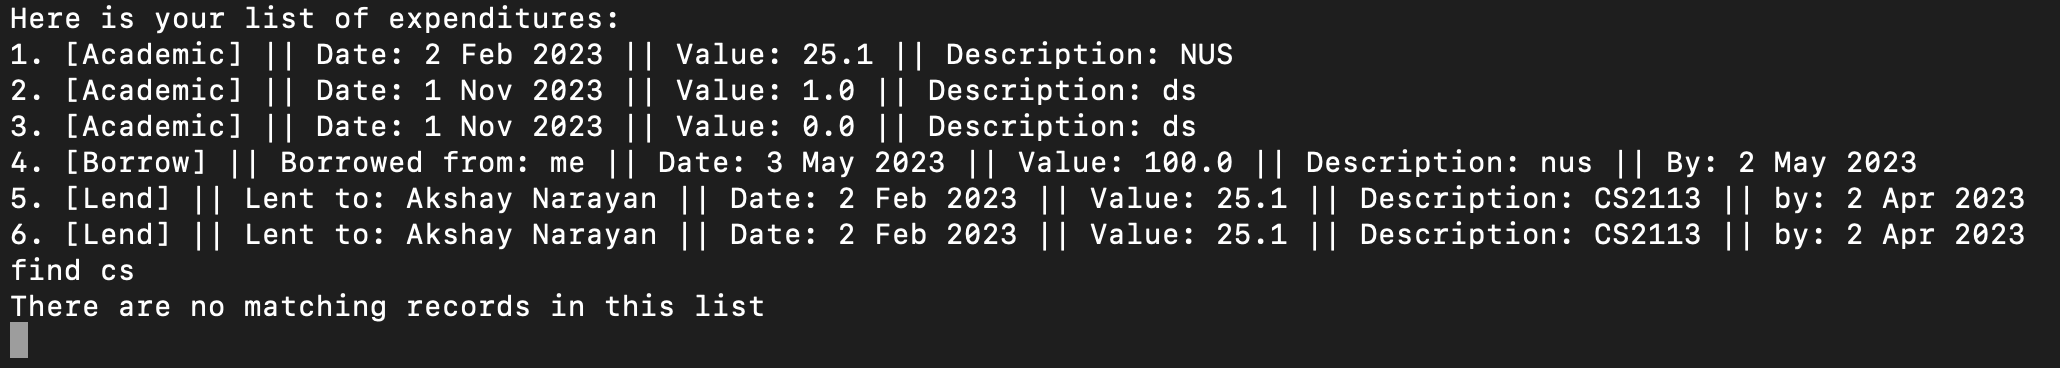 Here is your list of expenditures:
1. [Academic] || Date: 2 Feb 2023 || Value: 25.1 || Description: NUS
2. [Academic] || Date: 1 Nov 2023 || Value: 1.0 || Description: ds
3. [Academic] || Date: 1 Nov 2023 || Value: 0.0 || Description: ds
4. [Borrow] || Borrowed from: me || Date: 3 May 2023 || Value: 100.0 || Description: nus || By: 2 May 2023
5. [Lend] || Lent to: Akshay Narayan || Date: 2 Feb 2023 || Value: 25.1 || Description: CS2113 || by: 2 Apr 2023
6. [Lend] || Lent to: Akshay Narayan || Date: 2 Feb 2023 || Value: 25.1 || Description: CS2113 || by: 2 Apr 2023
find cs
There are no matching records in this list